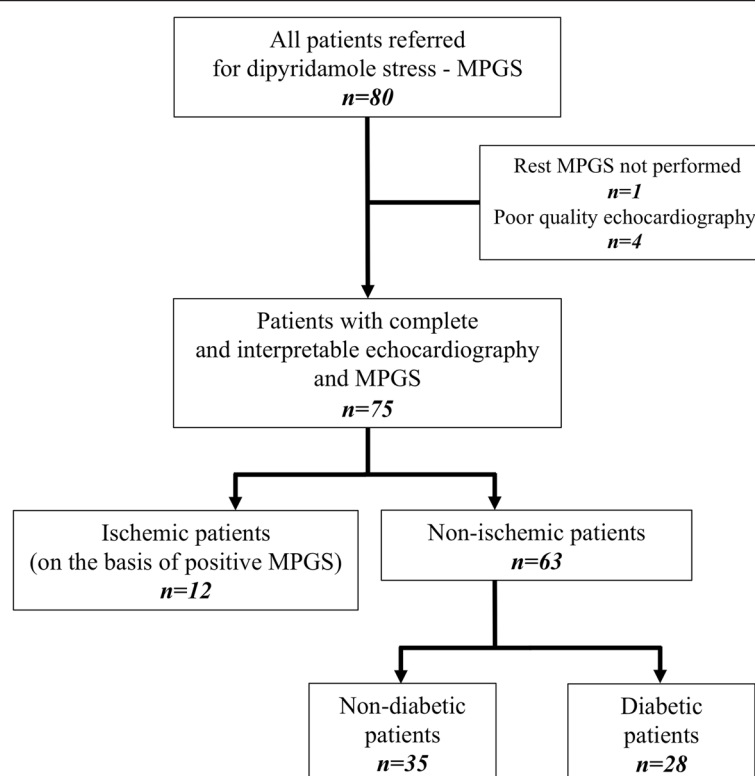 All patients referred
for dipyridamole stress - MPGS
n=80
Rest MPGS not performed
n=1
Poor quality echocardiography
n=4
Patients with complete
and interpretable echocardiography
and MPGS
n=75
Ischemic patients
(on the basis of positive MPGS)
n=12
Non-ischemic patients
n=63
Non-diabetic
patients
n=35
Diabetic
patients
n=28